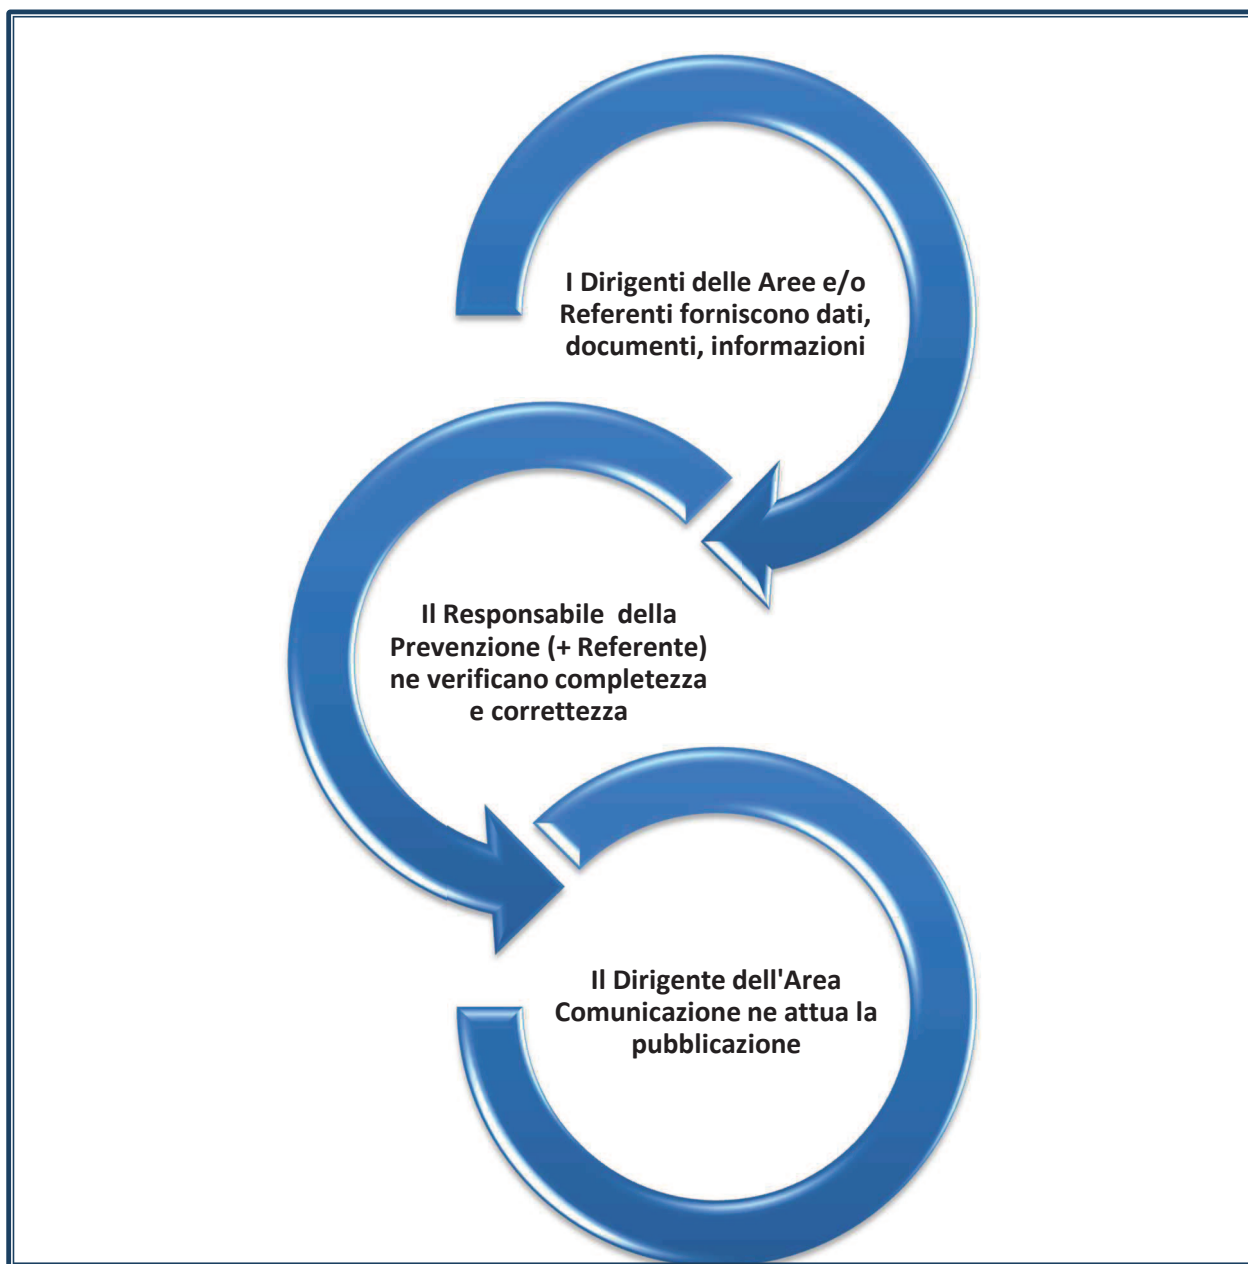 I Dirigenti delle Aree e/o
Referenti forniscono dati,
documenti, informazioni
Il Responsabile  della
Prevenzione (+ Referente)
ne verificano completezza
e correttezza
Il Dirigente dell'Area
Comunicazione ne attua la
pubblicazione